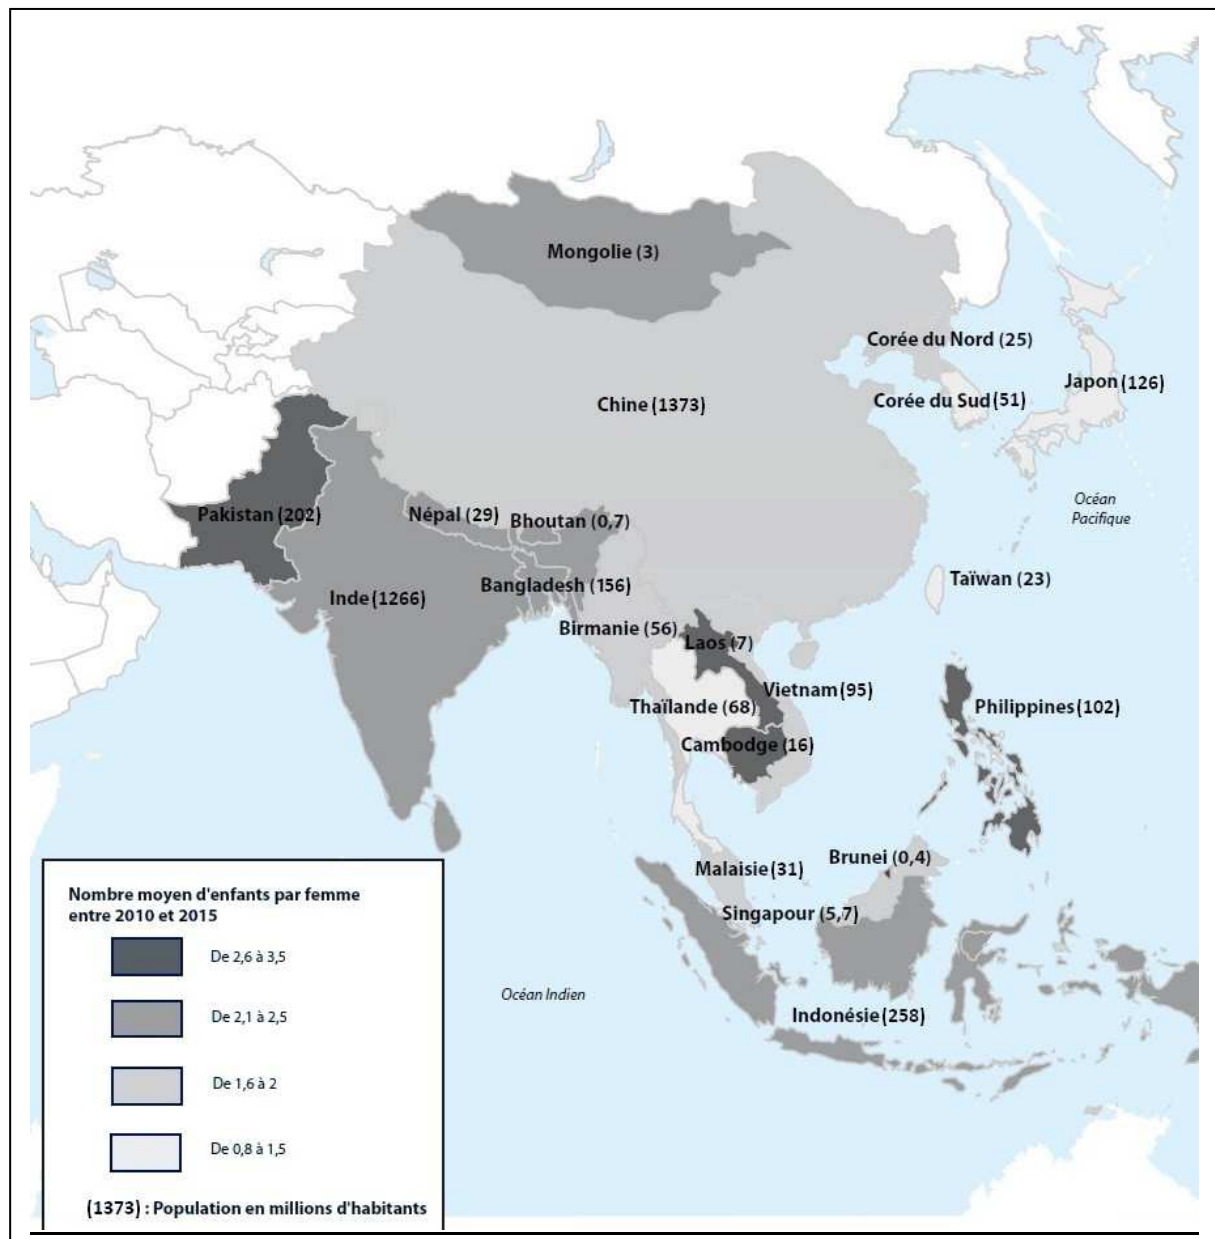 Mongolie (3)
Corée du Nord (25)
Japon (126)
Chine (1373)
Corée du Sud (51)
Océan
Pacifique
Pakistan (202)
Népal (29)
Bhoutan (0,7)
Taïwan (23)
Bangladesh (156)
Inde (1266)
Birmanie (56)
Laos (7)
Vietnam (95)
Thaïlande (68)
Philippines (102)
Cambodge (16)
Brunei (0,4)
Malaisie (31)
Singapour (5,7)
Océan Indien
Indonésie (258)
Nombre moyen d'enfants par femme
entre 2010 et 2015
De 2,6 à 3,5
De 2,1 à 2,5
De 1,6 à 2
De 0,8 à 1,5
(1373) : Population en millions d'habitants